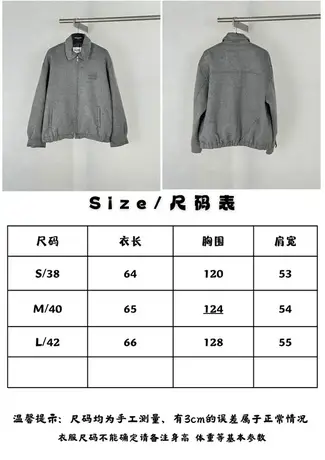 Size/尺码表
尺码 衣长 胸围 肩宽
S/38 64 120 53
M/40 65 124 54
L/42 66 128 55
温馨提示：尺码均为手工测量、有3cm的误差属于正常情况
衣服尺码不能确定请备注身高 体重等基本参数